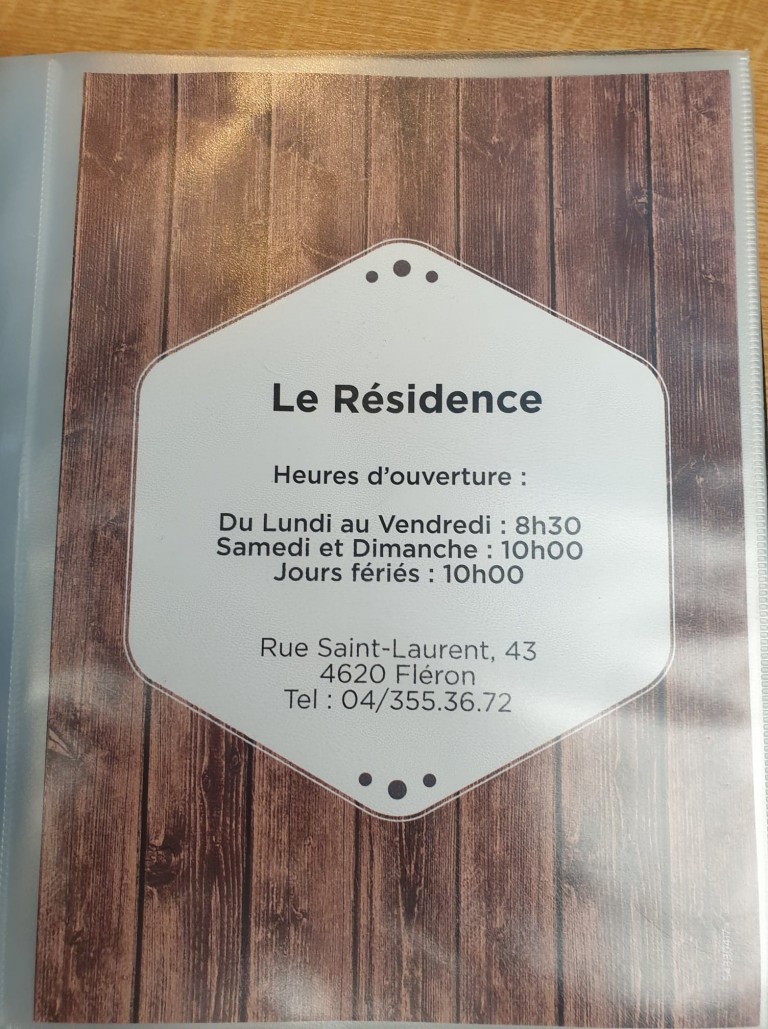 Le Résidence
Heures d'ouverture :
Du Lundi au Vendredi : 8h30
Samedi et Dimanche : 10h00
Jours fériés : 10h00
Rue Saint-Laurent, 43
4620 Fléron
Tel : 04/355.36.72